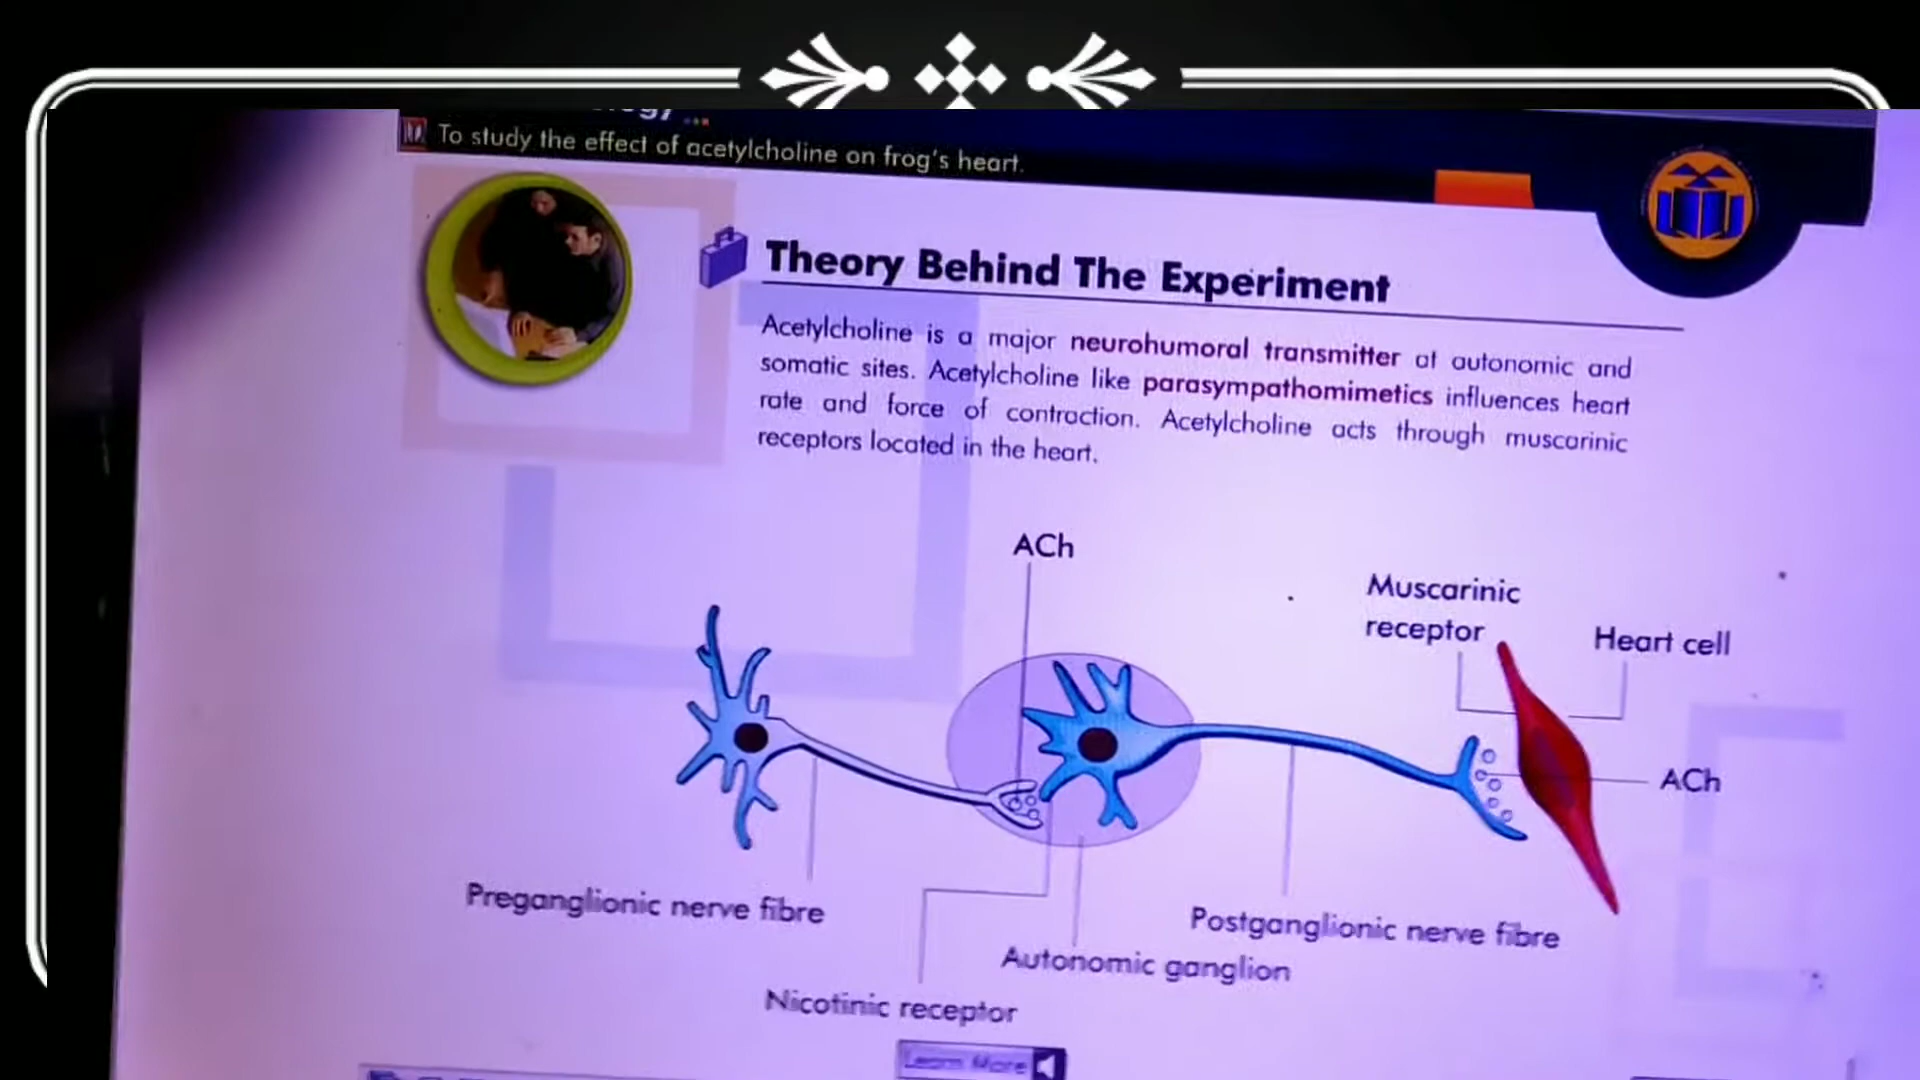 To study the effect of acetylcholine on frog's heart.
Theory Behind The Experiment
Acetylcholine is a major neurohumoral transmitter at autonomic and
somatic sites. Acetylcholine like parasympathomimetics influences heart
rate and force of contraction. Acetylcholine acts through muscarinic
receptors located in the heart.
ACh
Muscarinic
receptor
Heart cell
ACh
Preganglionic nerve fibre
Postganglionic nerve fibre
Autonomic ganglion
Nicotinic receptor
Learn More